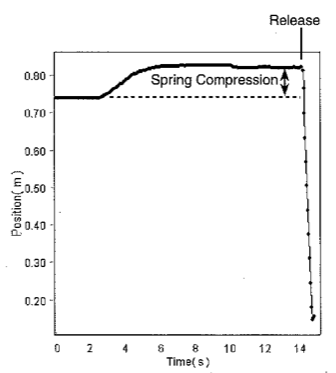 Release
0.80
Spring Compression
0.70
0.60
0.50
0.40
0.30
0.20
Position(m)
0 2 4 6 8 10 12 14
Time(s)